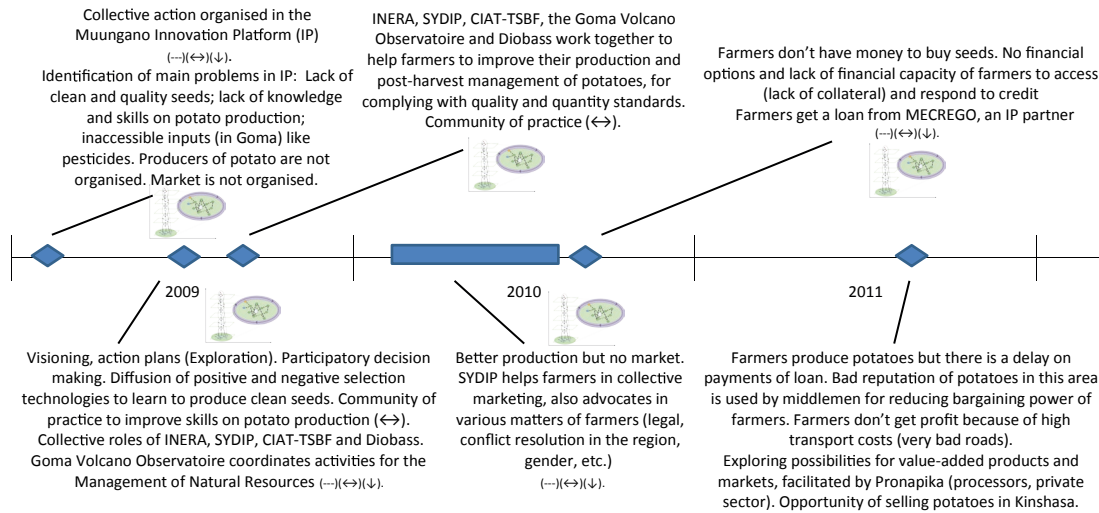 Collective action organised in the
Muungano Innovation Platform (IP)
(---)(↔)(↓).
Identification of main problems in IP:  Lack of
clean and quality seeds; lack of knowledge
and skills on potato production;
inaccessible inputs (in Goma) like
pesticides. Producers of potato are not
organised. Market is not organised.
INERA, SYDIP, CIAT-TSBF, the Goma Volcano
Observatoire and Diobass work together to
help farmers to improve their production and
post-harvest management of potatoes, for
complying with quality and quantity standards.
Community of practice (↔).
Farmers don't have money to buy seeds. No financial
options and lack of financial capacity of farmers to access
(lack of collateral) and respond to credit
Farmers get a loan from MECREGO, an IP partner
(---)(↔)(↓).
2009
2010
2011
Visioning, action plans (Exploration). Participatory decision
making. Diffusion of positive and negative selection
technologies to learn to produce clean seeds. Community of
practice to improve skills on potato production (↔).
Collective roles of INERA, SYDIP, CIAT-TSBF and Diobass.
Goma Volcano Observatoire coordinates activities for the
Management of Natural Resources (---)(↔)(↓).
Better production but no market.
SYDIP helps farmers in collective
marketing, also advocates in
various matters of farmers (legal,
conflict resolution in the region,
gender, etc.)
(---)(↔)(↓).
Farmers produce potatoes but there is a delay on
payments of loan. Bad reputation of potatoes in this area
is used by middlemen for reducing bargaining power of
farmers. Farmers don't get profit because of high
transport costs (very bad roads).
Exploring possibilities for value-added products and
markets, facilitated by Pronapika (processors, private
sector). Opportunity of selling potatoes in Kinshasa.